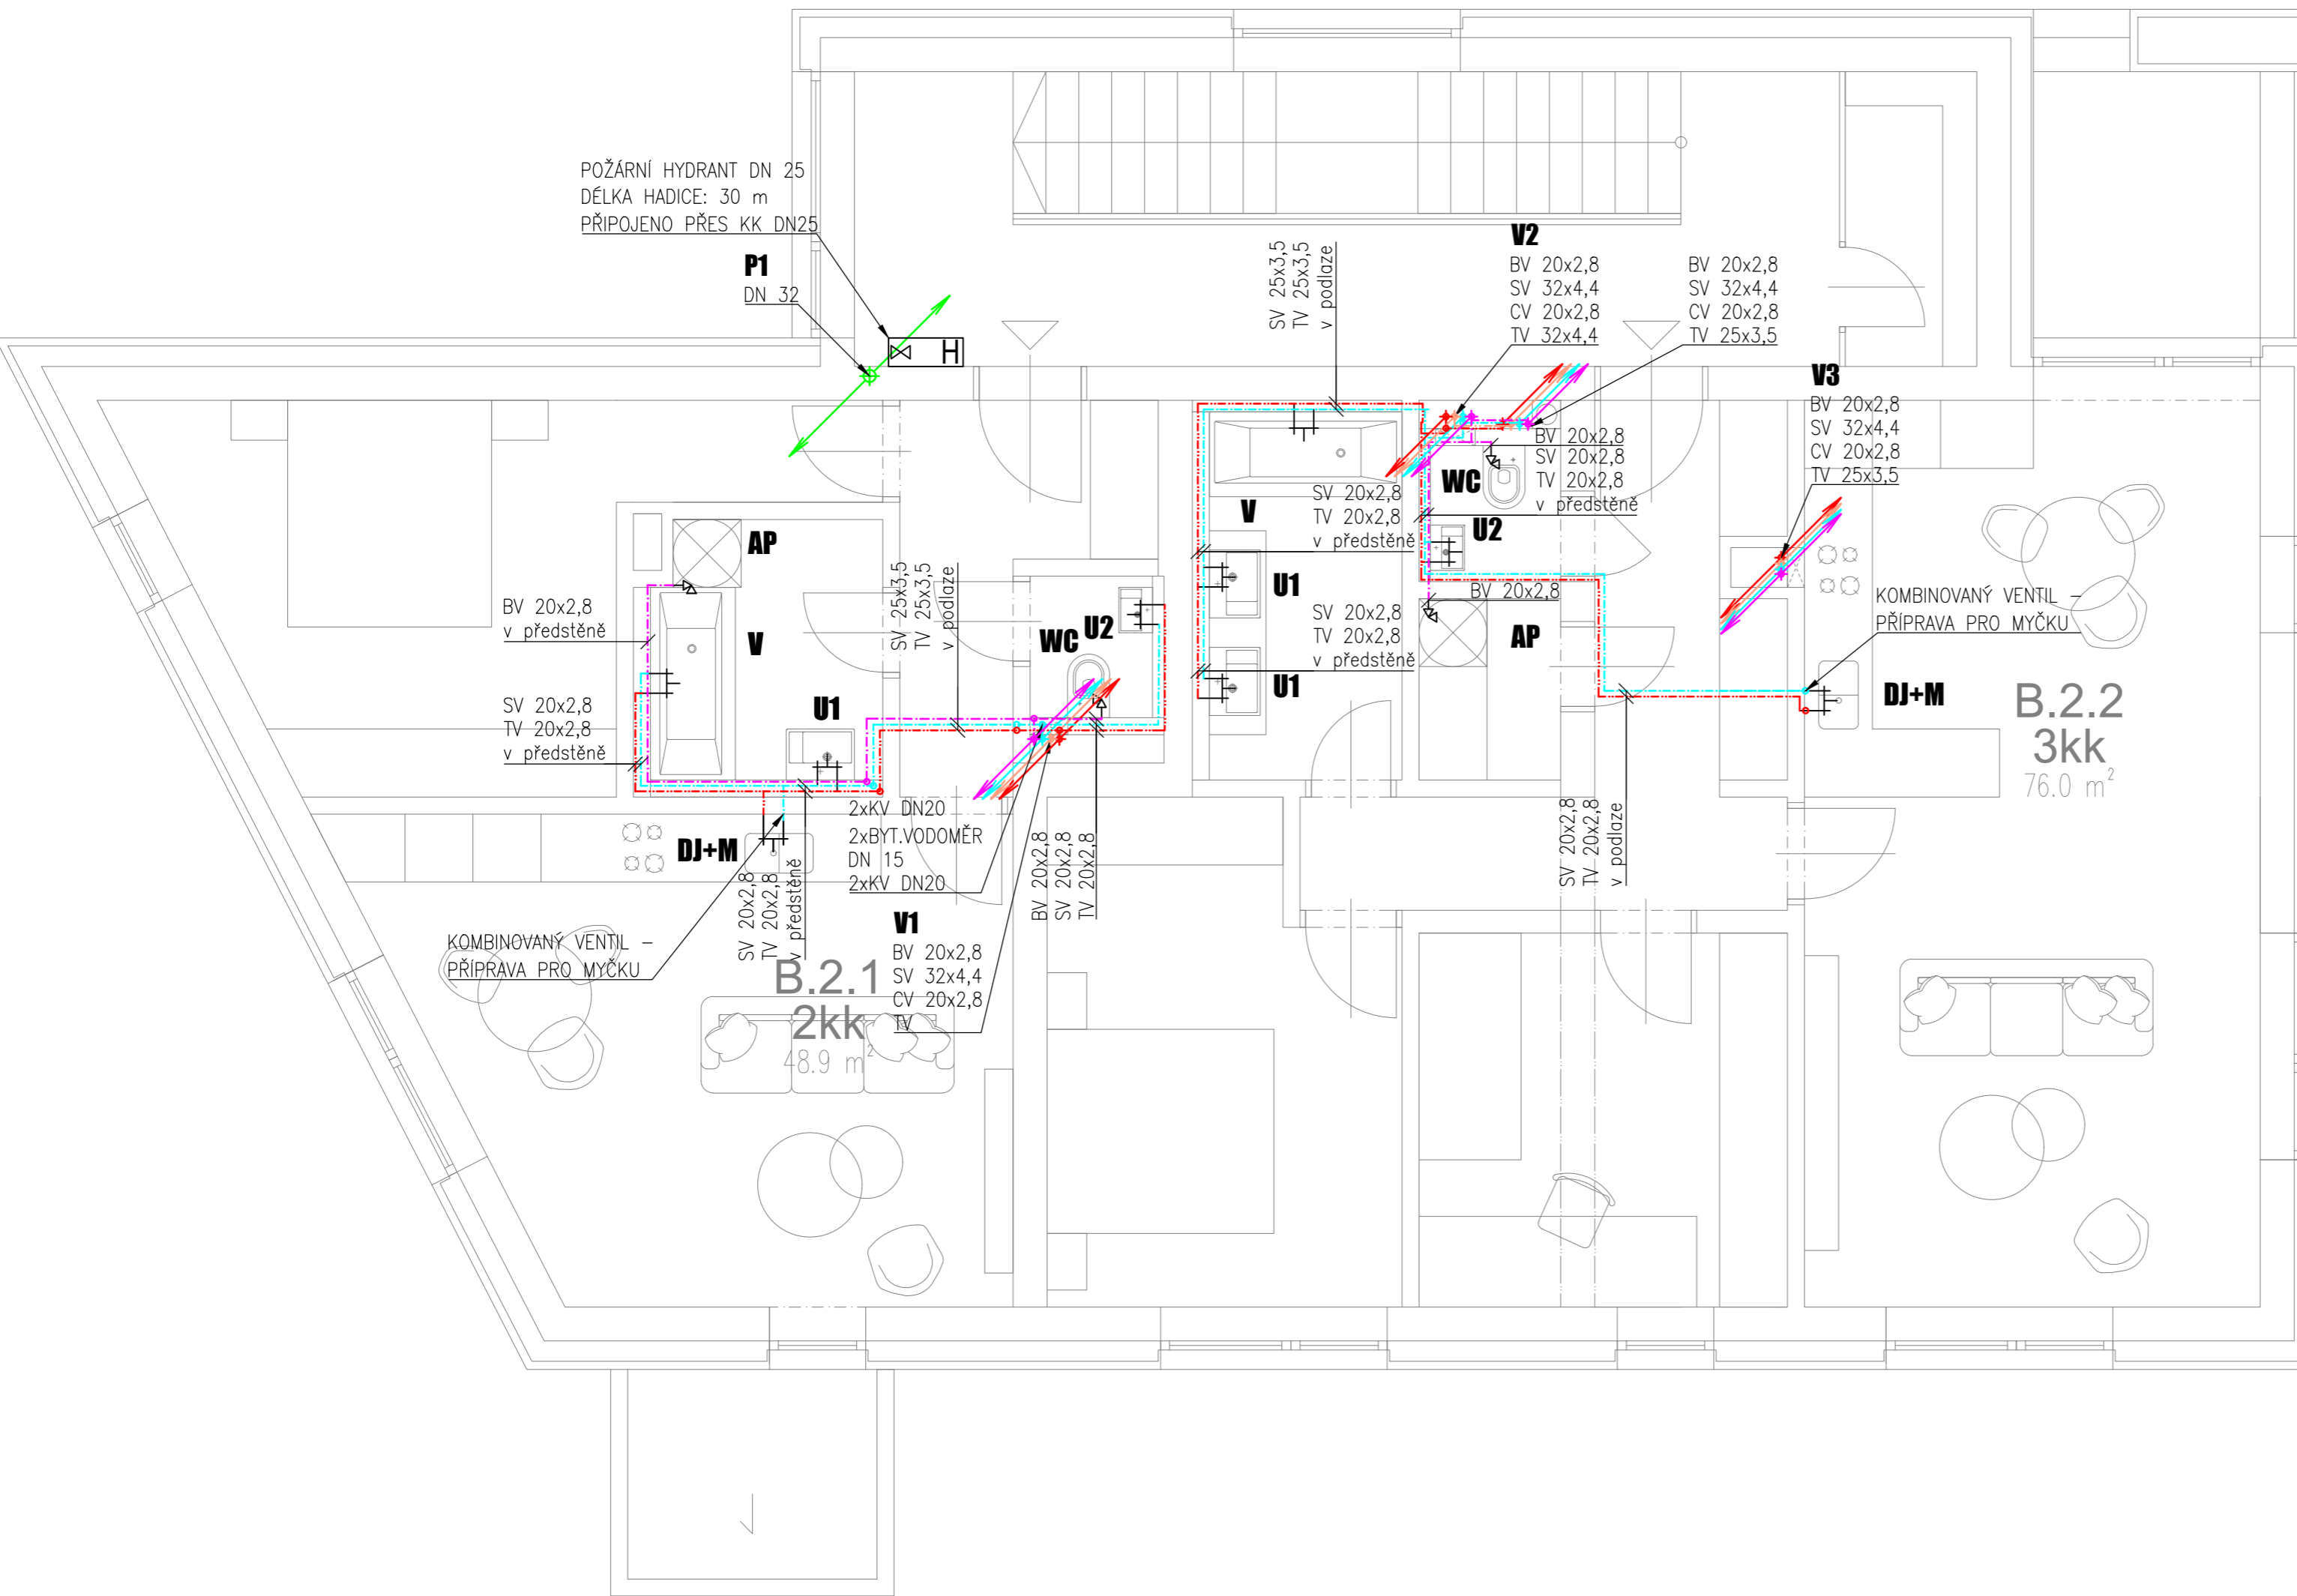 POŽÁRNÍ HYDRANT DN 25
DÉLKA HADICE: 30 m
PŘIPOJENO PŘES KK DN25
P1
DN 32
H
SV 25x3,5
TV 25x3,5
v podlaze
V2
BV 20x2,8
SV 32x4,4
CV 20x2,8
TV 32x4,4
BV 20x2,8
SV 32x4,4
CV 20x2,8
TV 25x3,5
V3
BV 20x2,8
SV 32x4,4
CV 20x2,8
TV 25x3,5
BV 20x2,8
SV 20x2,8
TV 20x2,8
v předstěně
WC
U2
V
SV 20x2,8
TV 20x2,8
v předstěně
U1
SV 20x2,8
TV 20x2,8
v předstěně
U1
BV 20x2,8
AP
KOMBINOVANÝ VENTIL –
PŘÍPRAVA PRO MYČKU
DJ+M
B.2.2
3kk
76.0 m²
SV 20x2,8
TV 20x2,8
v podlaze
AP
BV 20x2,8
v předstěně
V
SV 25x3,5
TV 25x3,5
v podlaze
WC
U2
SV 20x2,8
TV 20x2,8
v předstěně
U1
DJ+M
2xKV DN20
2xBYT.VODOMĚR
DN 15
2xKV DN20
BV 20x2,8
SV 20x2,8
TV 20x2,8
SV 20x2,8
TV 20x2,8
v předstěně
KOMBINOVANÝ VENTIL –
PŘÍPRAVA PRO MYČKU
V1
BV 20x2,8
SV 32x4,4
CV 20x2,8
TV
B.2.1
2kk
48.9 m²